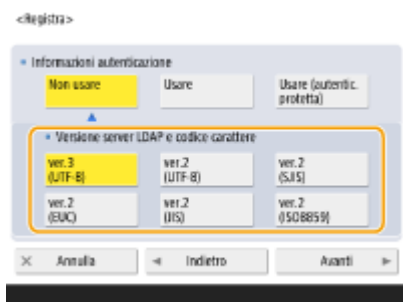 <Registra>
Informazioni autenticazione
Non usare
Usare
Usare (autentic.
protetta)
Versione server LDAP e codice carattere
ver.3
(UTF-8)
ver.2
(UTF-8)
ver.2
(SJIS)
ver.2
(EUC)
ver.2
(JIS)
ver.2
(ISO8859)
Annulla
Indietro
Avanti